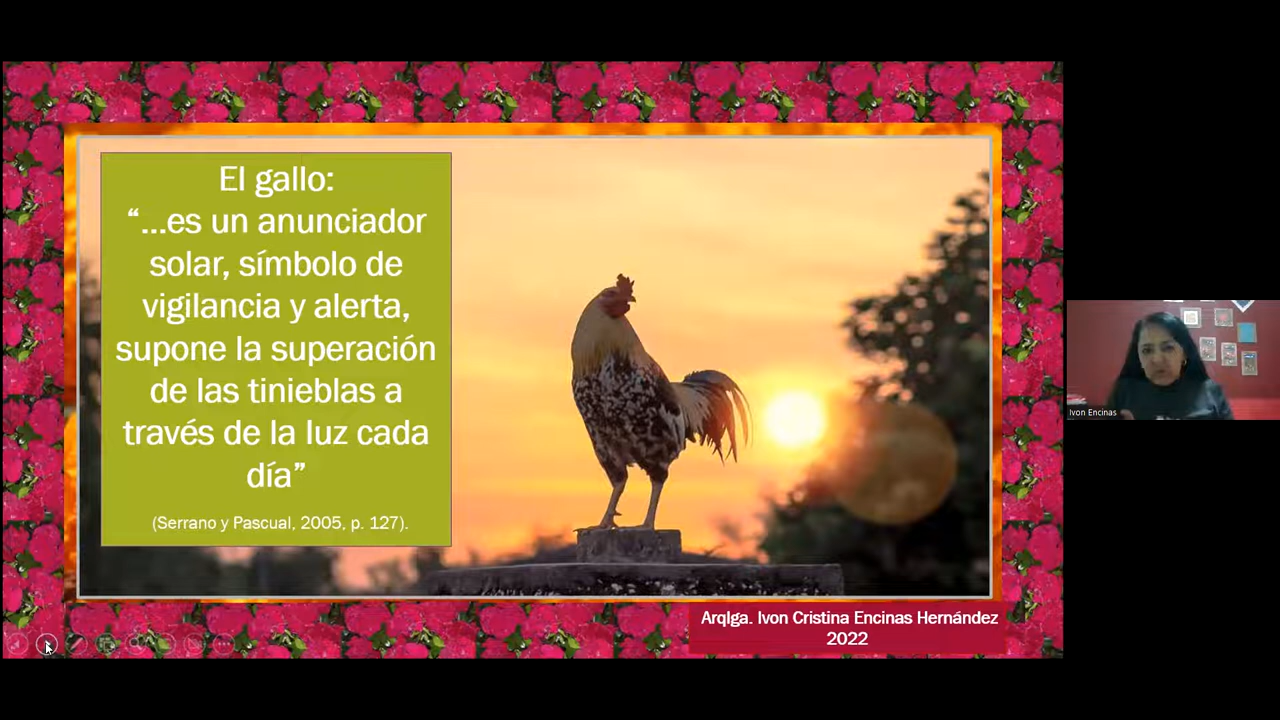 El gallo:
“...es un anunciador
solar, símbolo de
vigilancia y alerta,
supone la superación
de las tinieblas a
través de la luz cada
día”
(Serrano y Pascual, 2005, p. 127).
Arqlga. Ivon Cristina Encinas Hernández
2022
Ivon Encinas